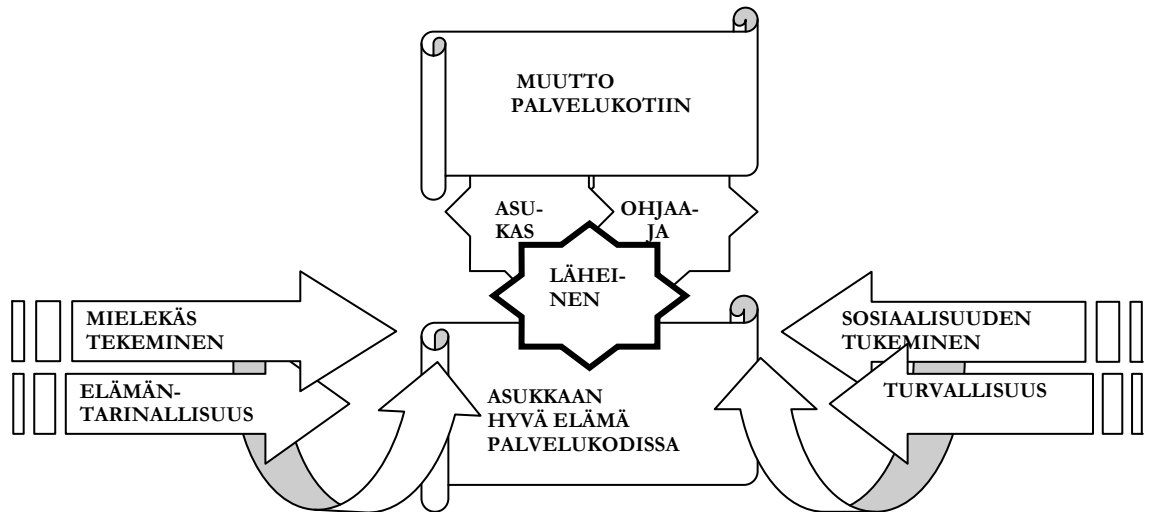 MUUTTO
PALVELUKOTIIN
ASU-
KAS
OHJAA-
JA
LÄHEI-
NEN
MIELEKÄS
TEKEMINEN
SOSIAALISUUDEN
TUKEMINEN
ELÄMÄN-
TARINALLISUUS
ASUKKAAN
HYVÄ ELÄMÄ
PALVELUKODISSA
TURVALLISUUS